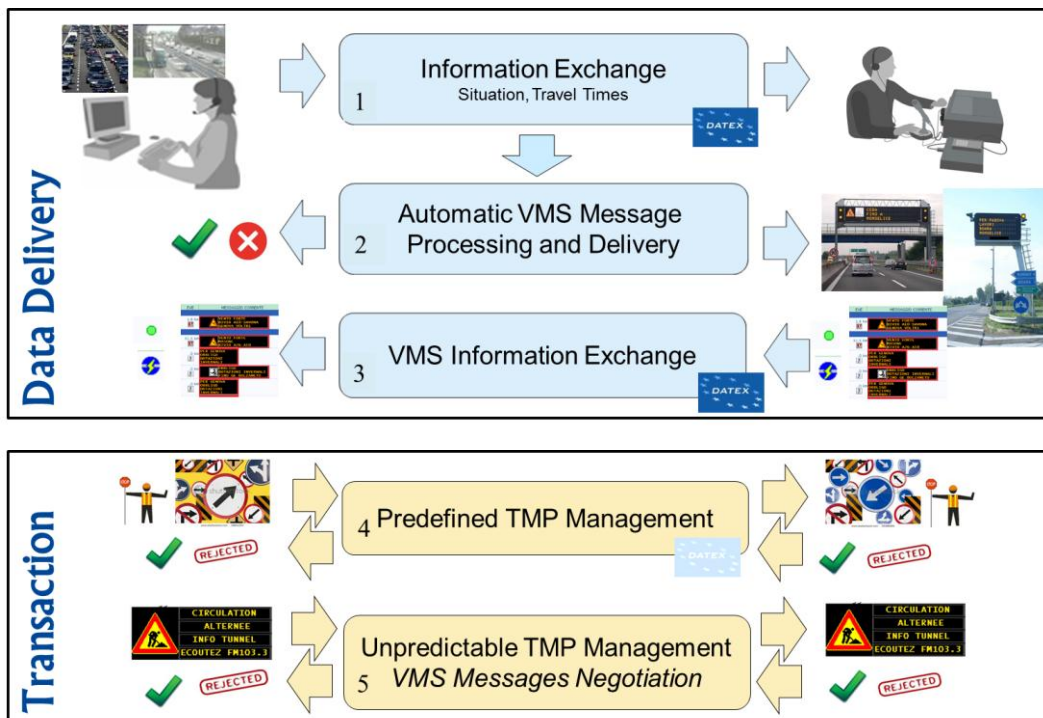 Data Delivery
Information Exchange
Situation, Travel Times
1
DATEX
Automatic VMS Message
Processing and Delivery
2
VMS Information Exchange
3
DATEX
Transaction
STOP
STOP
Predefined TMP Management
4
DATEX
REJECTED
REJECTED
CIRCULATION
ALTERNEE
INFO TUNNEL
ECOUTEZ FM103.3
Unpredictable TMP Management
VMS Messages Negotiation
5
CIRCULATION
ALTERNEE
INFO TUNNEL
ECOUTEZ FM103.3
REJECTED
REJECTED